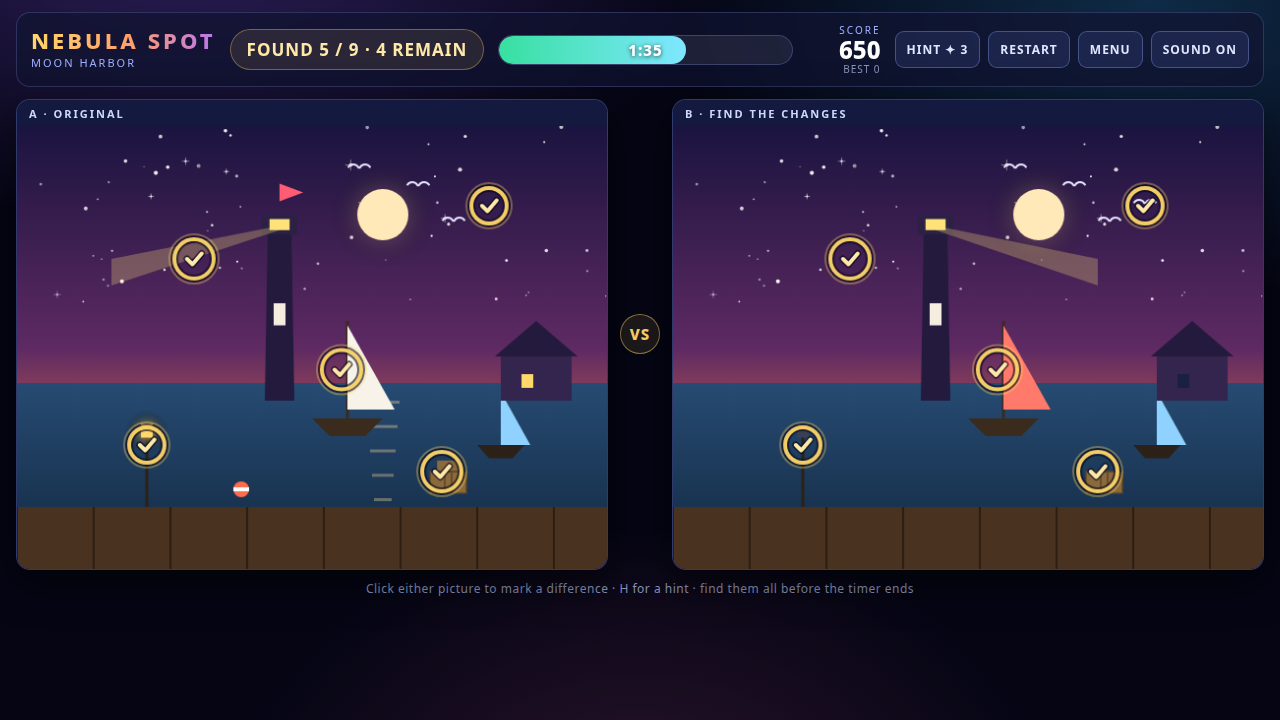 NEBULA SPOT
MOON HARBOR
FOUND 5 / 9 · 4 REMAIN
1:35
SCORE
650
BEST 0
HINT ✦ 3
RESTART
MENU
SOUND ON
A · ORIGINAL
B · FIND THE CHANGES
VS
Click either picture to mark a difference · H for a hint · find them all before the timer ends